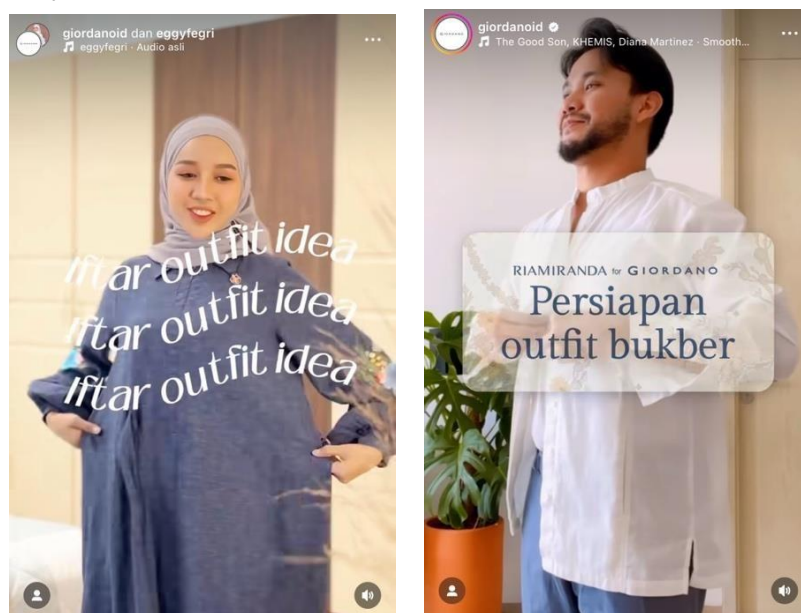 giordanoid dan eggyfegri
eggyfegri · Audio asli
Iftar outfit idea
Iftar outfit idea
Iftar outfit idea
giordanoid
The Good Son, KHEMIS, Diana Martinez · Smooth...
RIAMIRANDA for GIORDANO
Persiapan
outfit bukber